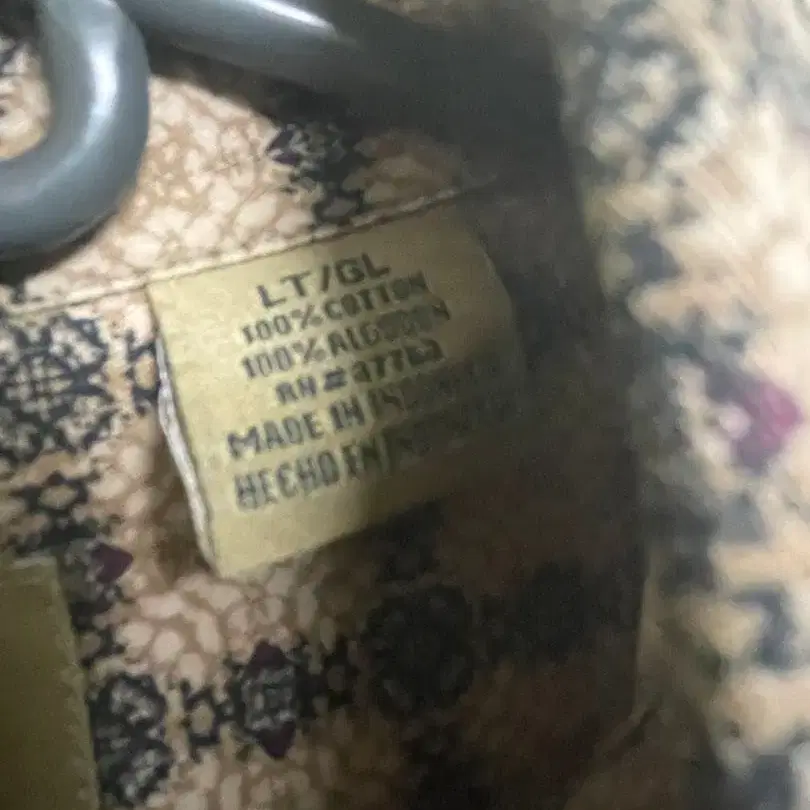 LT/GL
100% COTTON
100% ALGODON
RN#
MADE IN
HECHO EN